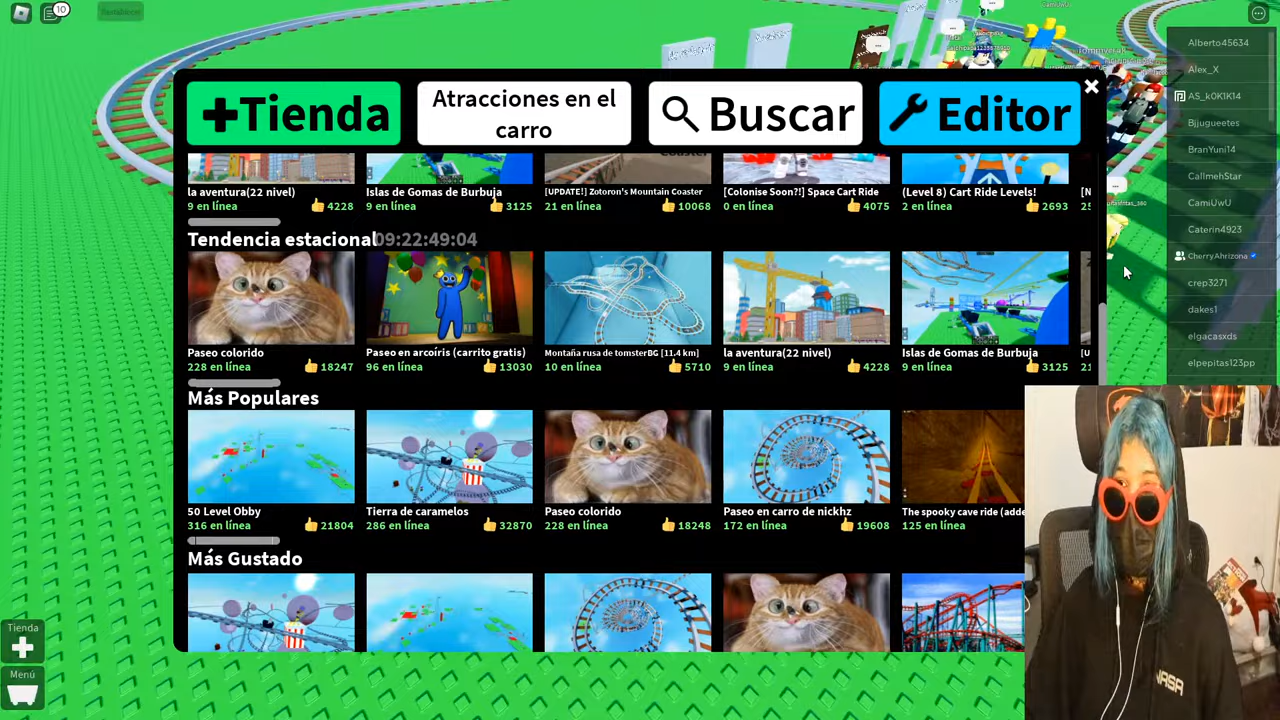 10
Alberto45634
Alex_X
AS_k0K1K14
Bjjugueetes
BranYuni14
CallmehStar
CamiUwU
Caterin4923
CherryAhrizona
crep3271
dakes1
elgacasxds
elpepitas123pp
+Tienda
Atracciones en el
carro
Buscar
Editor
la aventura(22 nivel)
9 en línea 4228
Islas de Gomas de Burbuja
9 en línea 3125
[UPDATE!] Zotoron's Mountain Coaster
21 en línea 10068
[Colonise Soon?!] Space Cart Ride
0 en línea 4075
(Level 8) Cart Ride Levels!
2 en línea 2693
Tendencia estacional 09:22:49:04
Paseo colorido
228 en línea 18247
Paseo en arcoíris (carrito gratis)
96 en línea 13030
Montaña rusa de tomsterBG [11.4 km]
10 en línea 5710
la aventura(22 nivel)
9 en línea 4228
Islas de Gomas de Burbuja
9 en línea 3125
Más Populares
50 Level Obby
316 en línea 21804
Tierra de caramelos
286 en línea 32870
Paseo colorido
228 en línea 18248
Paseo en carro de nickhz
172 en línea 19608
The spooky cave ride (adde
125 en línea
Más Gustado
Tienda
Menú
NASA